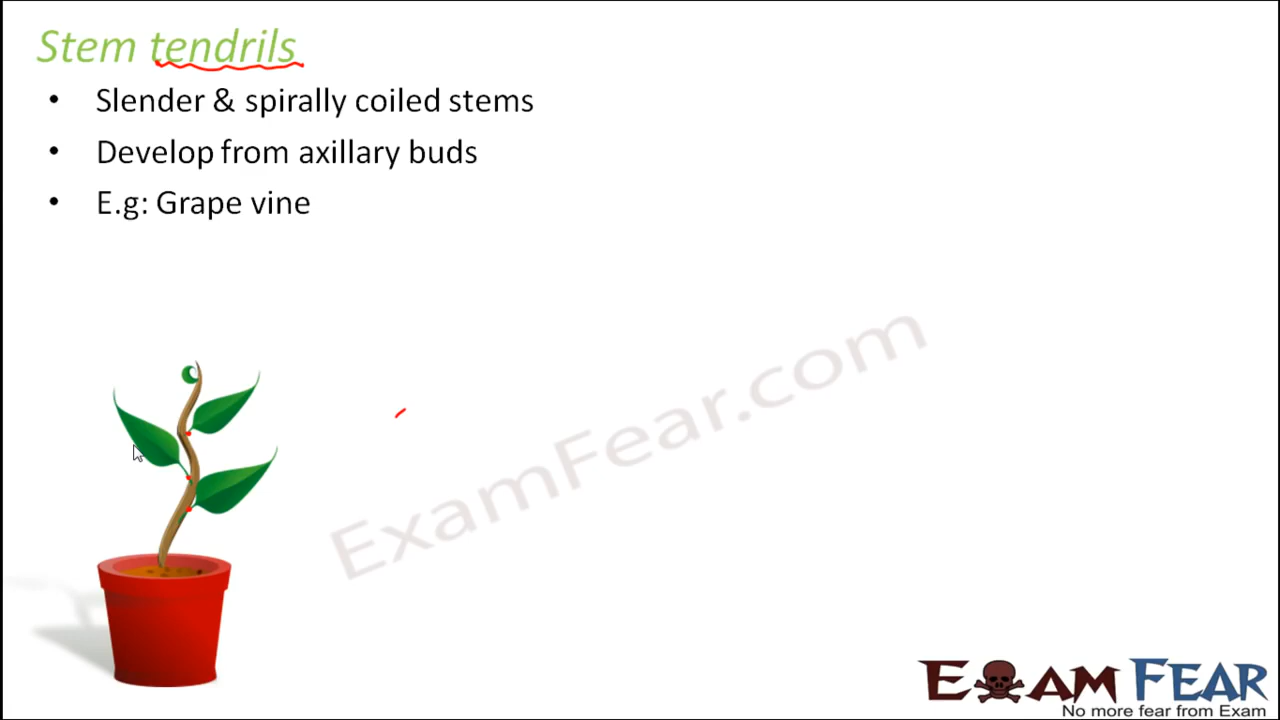 Stem tendrils
• Slender & spirally coiled stems
• Develop from axillary buds
• E.g: Grape vine
ExamFear.com
EXAM FEAR
No more fear from Exam